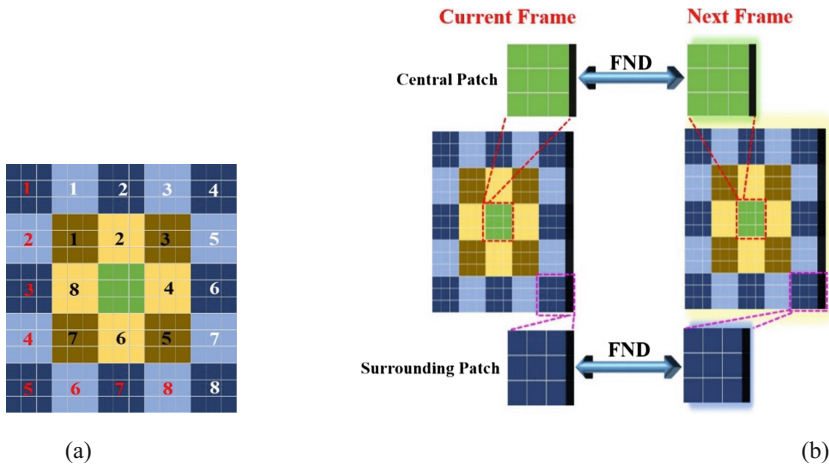 Current Frame
Next Frame
FND
Central Patch
1 1 2 3 4
2 1 2 3 5
3 8 4 6
4 7 6 5 7
5 6 7 8 8
FND
Surrounding Patch
(a)
(b)